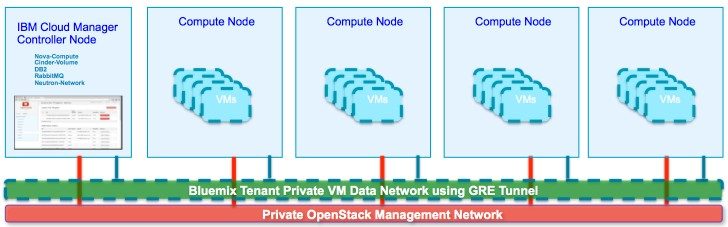 IBM Cloud Manager
Controller Node
Nova-Compute
Cinder-Volume
DB2
RabbitMQ
Neutron-Network
Compute Node
VMs
Compute Node
VMs
Compute Node
VMs
Compute Node
VMs
Bluemix Tenant Private VM Data Network using GRE Tunnel
Private OpenStack Management Network